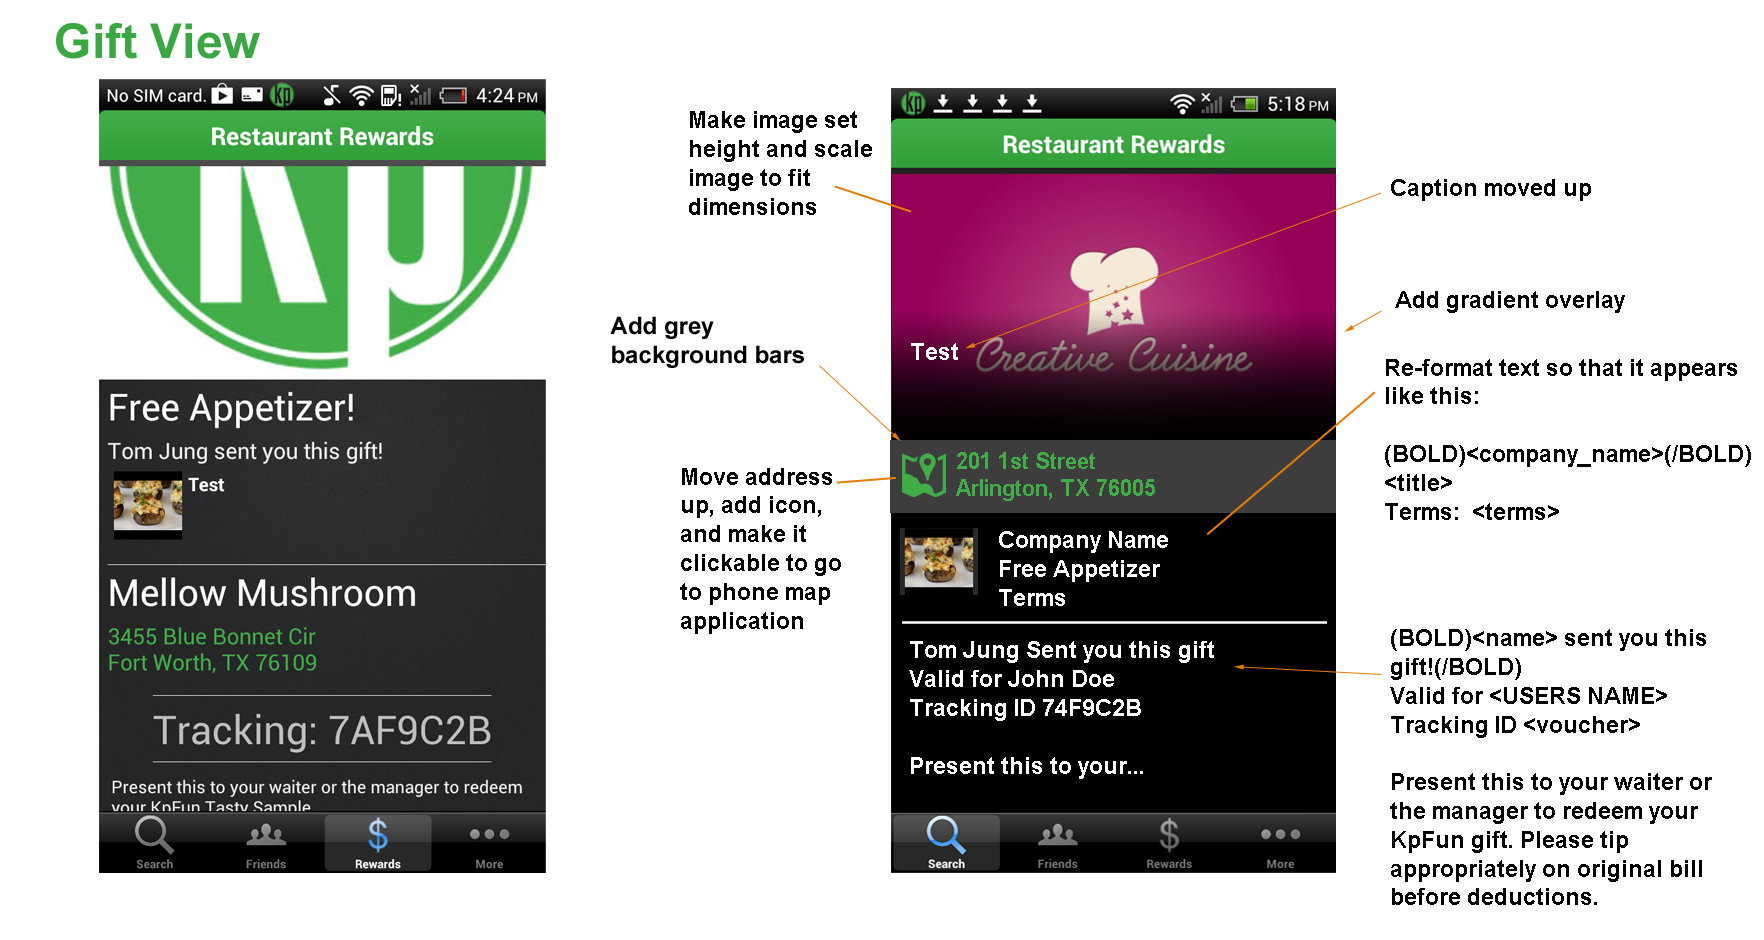 Gift View
No SIM card.
4:24 PM
Restaurant Rewards
Kp
Free Appetizer!
Tom Jung sent you this gift!
Test
Mellow Mushroom
3455 Blue Bonnet Cir
Fort Worth, TX 76109
Tracking: 7AF9C2B
Present this to your waiter or the manager to redeem
your KpFun Tasty Sample
Search
Friends
Rewards
More
Make image set
height and scale
image to fit
dimensions
Add grey
background bars
Move address
up, add icon,
and make it
clickable to go
to phone map
application
Kp
5:18 PM
Restaurant Rewards
Test
Creative Cuisine
201 1st Street
Arlington, TX 76005
Company Name
Free Appetizer
Terms
Tom Jung Sent you this gift
Valid for John Doe
Tracking ID 74F9C2B
Present this to your...
Search
Friends
Rewards
More
Caption moved up
Add gradient overlay
Re-format text so that it appears
like this:
(BOLD)<company_name>(/BOLD)
<title>
Terms:  <terms>
(BOLD)<name> sent you this
gift!(/BOLD)
Valid for <USERS NAME>
Tracking ID <voucher>
Present this to your waiter or
the manager to redeem your
KpFun gift. Please tip
appropriately on original bill
before deductions.